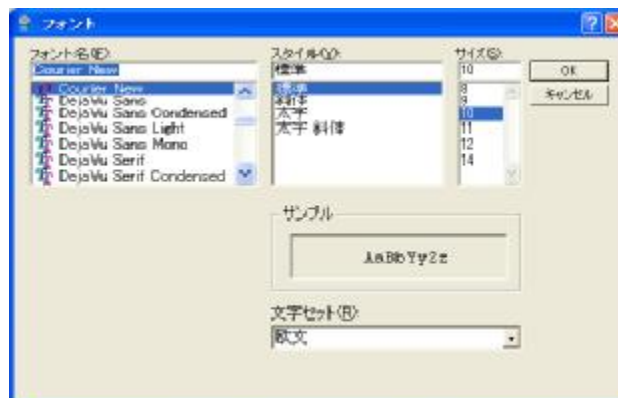 フォント
フォント名(F):
Courier New
Courier New
DejaVu Sans
DejaVu Sans Condensed
DejaVu Sans Light
DejaVu Sans Mono
DejaVu Serif
DejaVu Serif Condensed
スタイル(Y):
標準
標準
斜体
太字
太字 斜体
サイズ(S):
10
8
9
10
11
12
14
OK
キャンセル
サンプル
AaBbYyZz
文字セット(R):
欧文